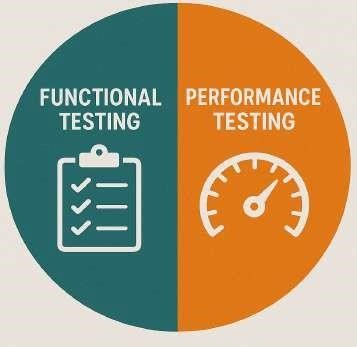 FUNCTIONAL
TESTING
PERFORMANCE
TESTING